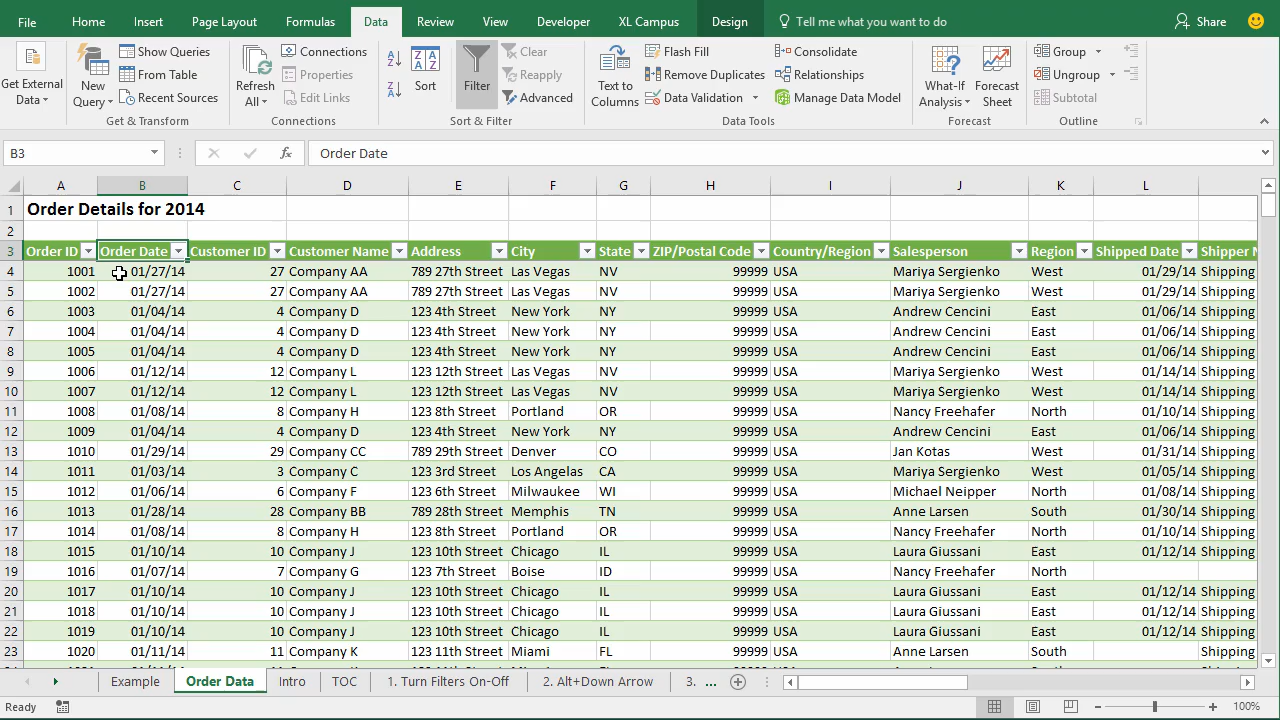 File Home Insert Page Layout Formulas Data Review View Developer XL Campus Design Tell me what you want to do Share
Get External Data
New Query
Show Queries
From Table
Recent Sources
Get & Transform
Refresh All
Connections
Properties
Edit Links
Connections
Sort
Filter
Clear
Reapply
Advanced
Sort & Filter
Text to Columns
Flash Fill
Remove Duplicates
Data Validation
Consolidate
Relationships
Manage Data Model
Data Tools
What-If Analysis
Forecast Sheet
Forecast
Group
Ungroup
Subtotal
Outline
B3 fx Order Date
A B C D E F G H I J K L
1 Order Details for 2014
2
3 Order ID Order Date Customer ID Customer Name Address City State ZIP/Postal Code Country/Region Salesperson Region Shipped Date Shipper N
4 1001 01/27/14 27 Company AA 789 27th Street Las Vegas NV 99999 USA Mariya Sergienko West 01/29/14 Shipping
5 1002 01/27/14 27 Company AA 789 27th Street Las Vegas NV 99999 USA Mariya Sergienko West 01/29/14 Shipping
6 1003 01/04/14 4 Company D 123 4th Street New York NY 99999 USA Andrew Cencini East 01/06/14 Shipping
7 1004 01/04/14 4 Company D 123 4th Street New York NY 99999 USA Andrew Cencini East 01/06/14 Shipping
8 1005 01/04/14 4 Company D 123 4th Street New York NY 99999 USA Andrew Cencini East 01/06/14 Shipping
9 1006 01/12/14 12 Company L 123 12th Street Las Vegas NV 99999 USA Mariya Sergienko West 01/14/14 Shipping
10 1007 01/12/14 12 Company L 123 12th Street Las Vegas NV 99999 USA Mariya Sergienko West 01/14/14 Shipping
11 1008 01/08/14 8 Company H 123 8th Street Portland OR 99999 USA Nancy Freehafer North 01/10/14 Shipping
12 1009 01/04/14 4 Company D 123 4th Street New York NY 99999 USA Andrew Cencini East 01/06/14 Shipping
13 1010 01/29/14 29 Company CC 789 29th Street Denver CO 99999 USA Jan Kotas West 01/31/14 Shipping
14 1011 01/03/14 3 Company C 123 3rd Street Los Angelas CA 99999 USA Mariya Sergienko West 01/05/14 Shipping
15 1012 01/06/14 6 Company F 123 6th Street Milwaukee WI 99999 USA Michael Neipper North 01/08/14 Shipping
16 1013 01/28/14 28 Company BB 789 28th Street Memphis TN 99999 USA Anne Larsen South 01/30/14 Shipping
17 1014 01/08/14 8 Company H 123 8th Street Portland OR 99999 USA Nancy Freehafer North 01/10/14 Shipping
18 1015 01/10/14 10 Company J 123 10th Street Chicago IL 99999 USA Laura Giussani East 01/12/14 Shipping
19 1016 01/07/14 7 Company G 123 7th Street Boise ID 99999 USA Nancy Freehafer North
20 1017 01/10/14 10 Company J 123 10th Street Chicago IL 99999 USA Laura Giussani East 01/12/14 Shipping
21 1018 01/10/14 10 Company J 123 10th Street Chicago IL 99999 USA Laura Giussani East 01/12/14 Shipping
22 1019 01/10/14 10 Company J 123 10th Street Chicago IL 99999 USA Laura Giussani East 01/12/14 Shipping
23 1020 01/11/14 11 Company K 123 11th Street Miami FL 99999 USA Anne Larsen South Shipping
Example Order Data Intro TOC 1. Turn Filters On-Off 2. Alt+Down Arrow 3. ...
Ready 100%